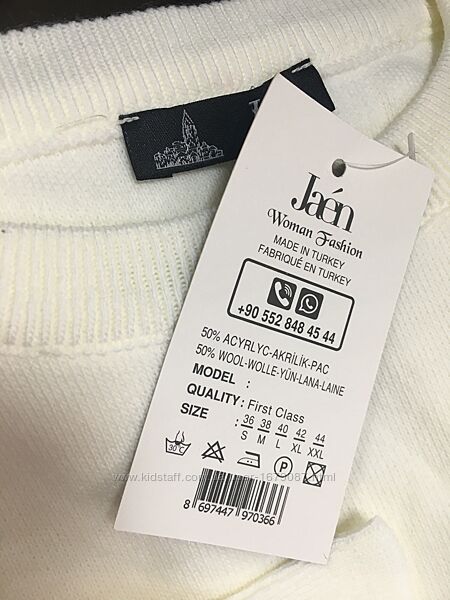 Jaén
Woman Fashion
MADE IN TURKEY
FABRIQUÉ EN TURKEY
+90 552 848 45 44
50% ACYRLYC-AKRİLİK-PAC
50% WOOL-WOLLE-YÜN-LANA-LAINE
MODEL :
QUALITY : First Class
SIZE : 36 38 40 42 44
S M L XL XXL
30°C
P
8 697447 970366